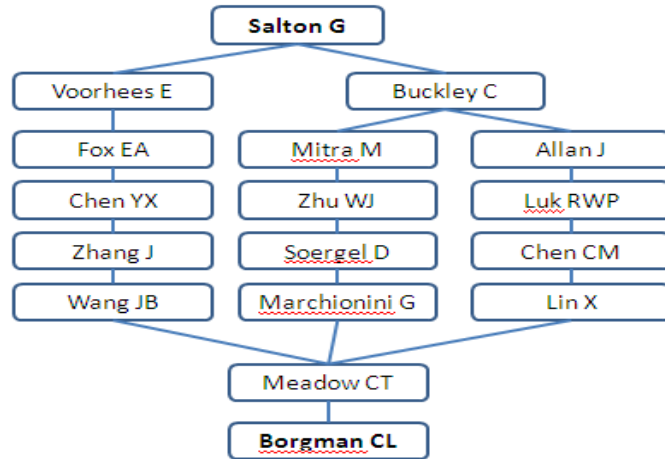 Salton G
Voorhees E
Buckley C
Fox EA
Mitra M
Allan J
Chen YX
Zhu WJ
Luk RWP
Zhang J
Soergel D
Chen CM
Wang JB
Marchionini G
Lin X
Meadow CT
Borgman CL